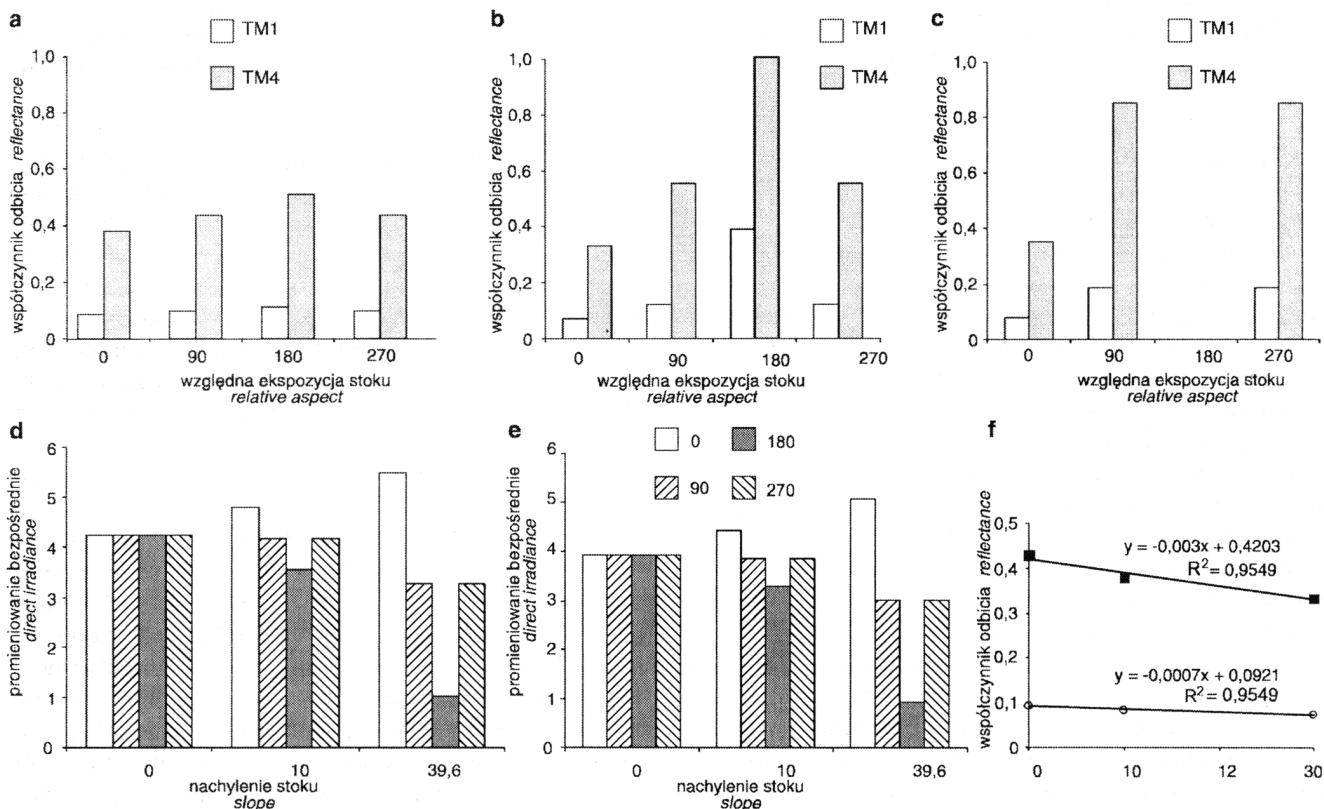 a
TM1
TM4
współczynnik odbicia reflectance
1,0
0,8
0,6
0,4
0,2
0
0 90 180 270
względna ekspozycja stoku
relative aspect
b
TM1
TM4
współczynnik odbicia reflectance
1,0
0,8
0,6
0,4
0,2
0
0 90 180 270
względna ekspozycja stoku
relative aspect
c
TM1
TM4
współczynnik odbicia reflectance
1,0
0,8
0,6
0,4
0,2
0
0 90 180 270
względna ekspozycja stoku
relative aspect
d
promieniowanie bezpośrednie
direct irradiance
6
5
4
3
2
1
0
0 10 39,6
nachylenie stoku
slope
e
0 180
90 270
promieniowanie bezpośrednie
direct irradiance
6
5
4
3
2
1
0
0 10 39,6
nachylenie stoku
slope
f
współczynnik odbicia reflectance
0,5
0,4
0,3
0,2
0,1
0
y = -0,003x + 0,4203
R² = 0,9549
y = -0,0007x + 0,0921
R² = 0,9549
0 10 12 30